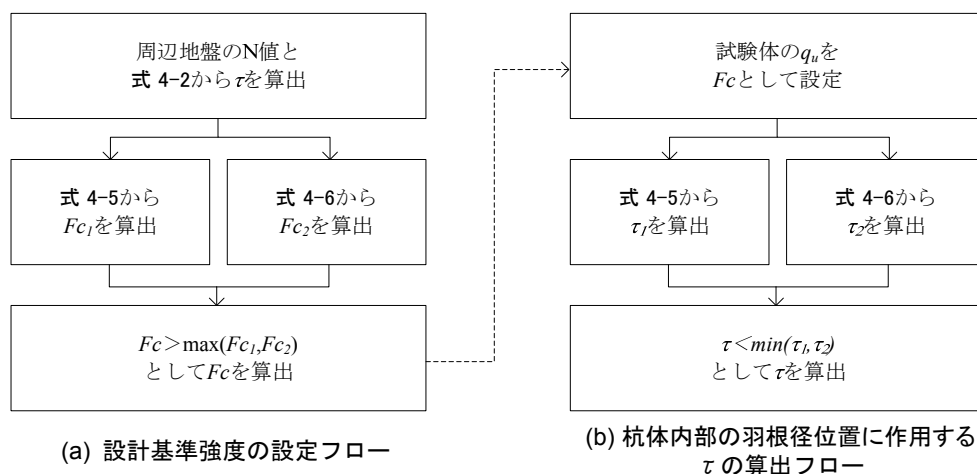 周辺地盤のN値と
式 4-2からτを算出
式 4-5から
Fc1を算出
式 4-6から
Fc2を算出
Fc＞max(Fc1,Fc2)
としてFcを算出
(a) 設計基準強度の設定フロー
試験体のquを
Fcとして設定
式 4-5から
τ1を算出
式 4-6から
τ2を算出
τ＜min(τ1,τ2)
としてτを算出
(b) 杭体内部の羽根径位置に作用する
τ の算出フロー